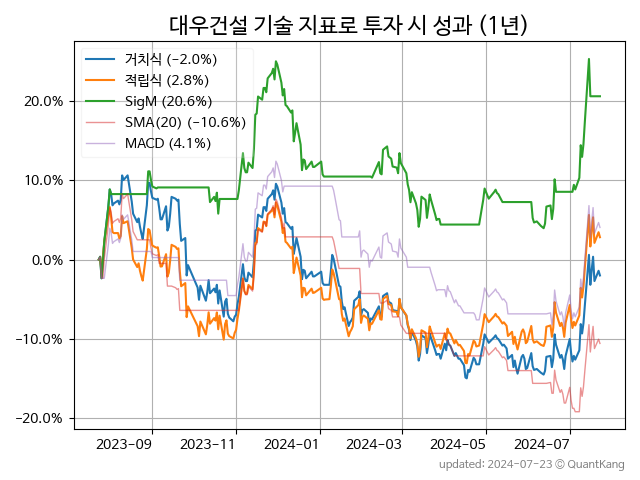 대우건설 기술 지표로 투자 시 성과 (1년)
거치식 (−2.0%)
적립식 (2.8%)
SigM (20.6%)
SMA(20) (−10.6%)
MACD (4.1%)
20.0%
10.0%
0.0%
−10.0%
−20.0%
2023−09 2023−11 2024−01 2024−03 2024−05 2024−07
updated: 2024-07-23 © QuantKang